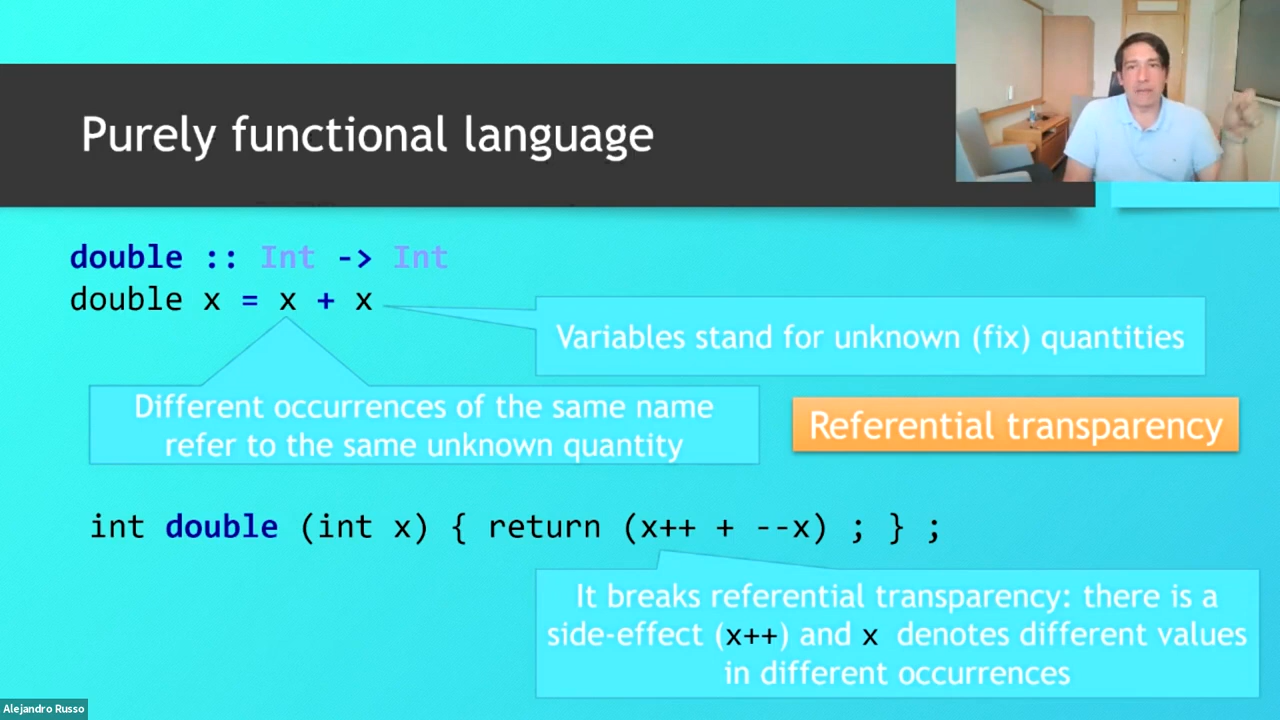 Purely functional language
double :: Int -> Int
double x = x + x
Variables stand for unknown (fix) quantities
Different occurrences of the same name
refer to the same unknown quantity
Referential transparency
int double (int x) { return (x++ + --x) ; } ;
It breaks referential transparency: there is a
side-effect (x++) and x denotes different values
in different occurrences
Alejandro Russo